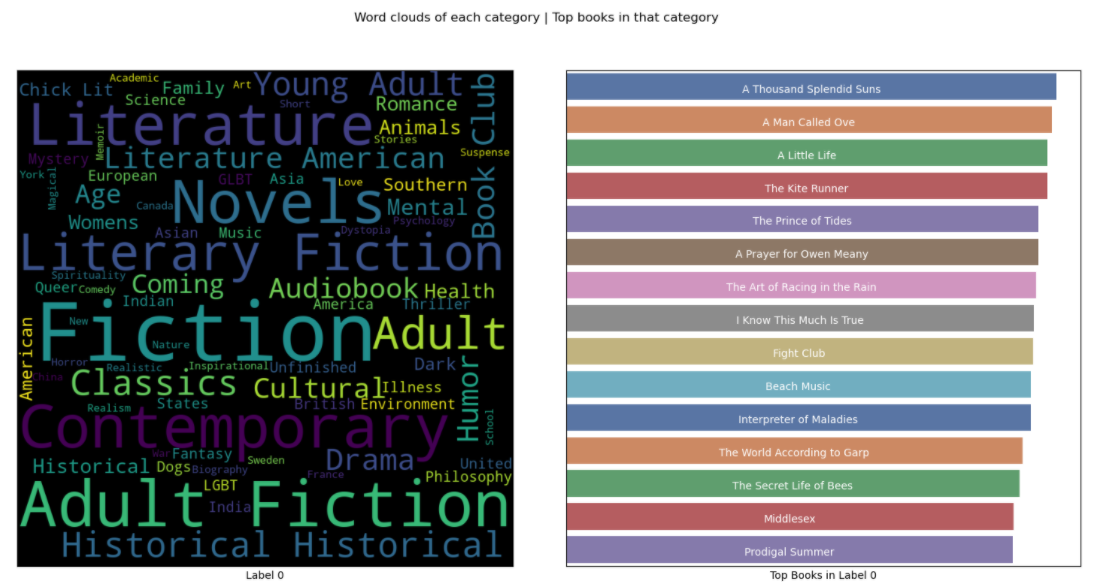 Word clouds of each category | Top books in that category
Academic
Chick Lit
Family
Art
Young Adult
Book Club
Science
Short
Romance
Literature
Animals
Stories
Memoir
Mystery
Literature American
Suspense
York
Magical
European
GLBT
Asia
Love
Southern
Age
Canada
Novels
Mental
Womens
Psychology
Asian
Music
Dystopia
Literary Fiction
Spirituality
Queer
Comedy
Coming
Audiobook
Health
Indian
America
Thriller
Fiction
New
Adult
American
Nature
Horror
Realistic
Inspirational
Unfinished
Dark
China
Classics
Cultural
Illness
Humor
Realism
States
British
Environment
School
Contemporary
War
Fantasy
Historical
Dogs
Biography
Sweden
Drama
United
France
Philosophy
LGBT
Adult Fiction
India
Historical Historical
Label 0
A Thousand Splendid Suns
A Man Called Ove
A Little Life
The Kite Runner
The Prince of Tides
A Prayer for Owen Meany
The Art of Racing in the Rain
I Know This Much Is True
Fight Club
Beach Music
Interpreter of Maladies
The World According to Garp
The Secret Life of Bees
Middlesex
Prodigal Summer
Top Books in Label 0